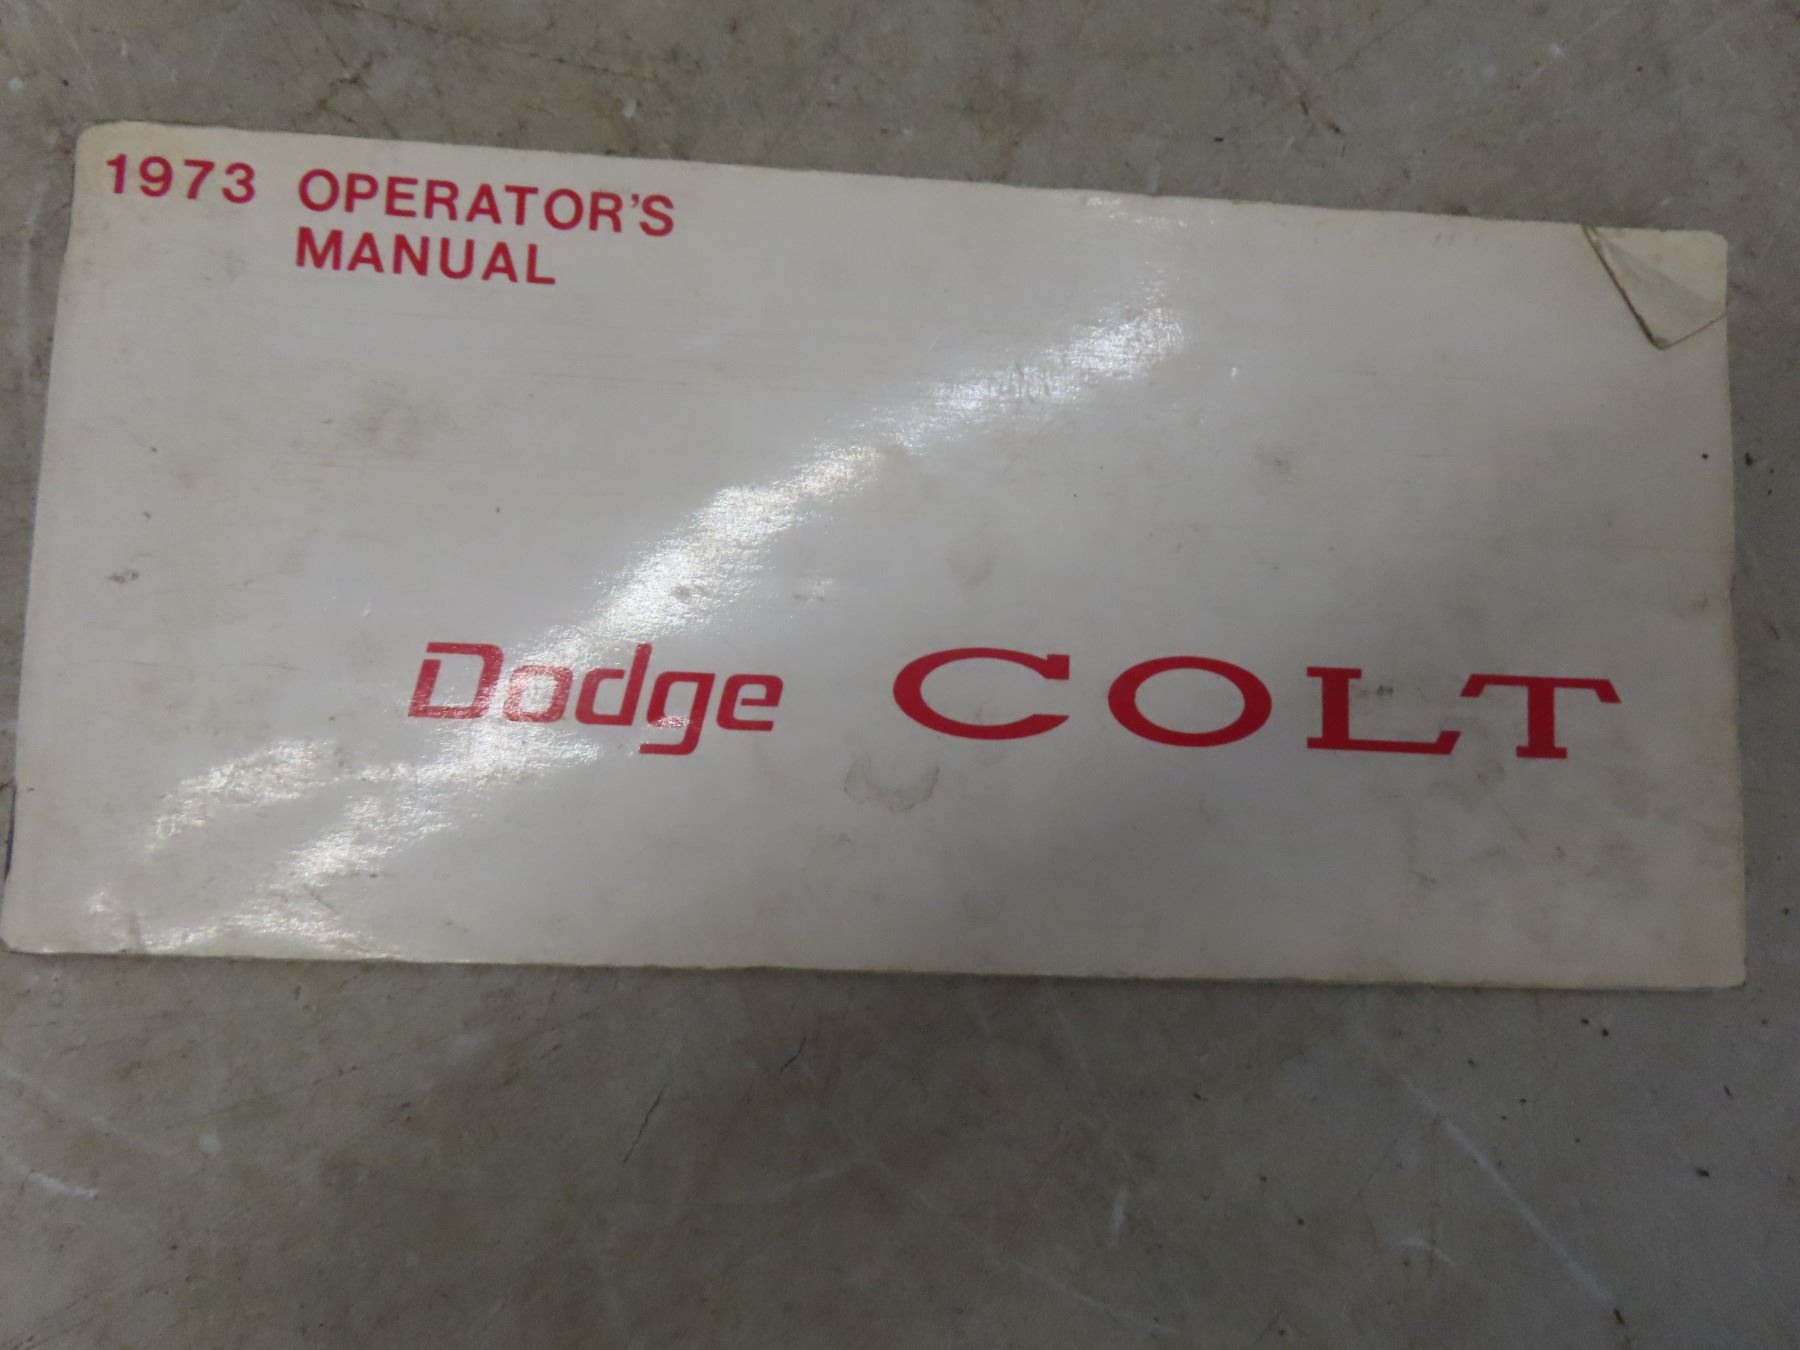 1973 OPERATOR'S
MANUAL
Dodge COLT